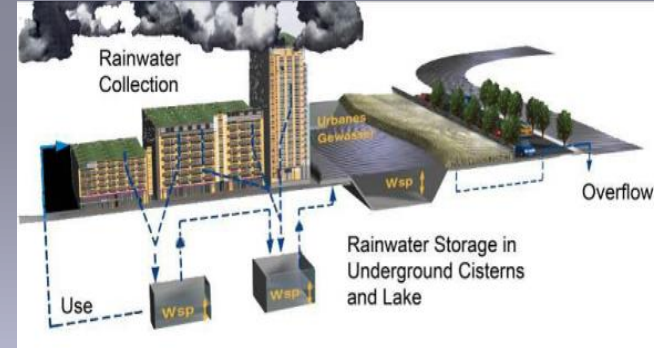 Rainwater
Collection
Urbanes
Gewässer
Wsp
Overflow
Rainwater Storage in
Underground Cisterns
and Lake
Use
Wsp
Wsp